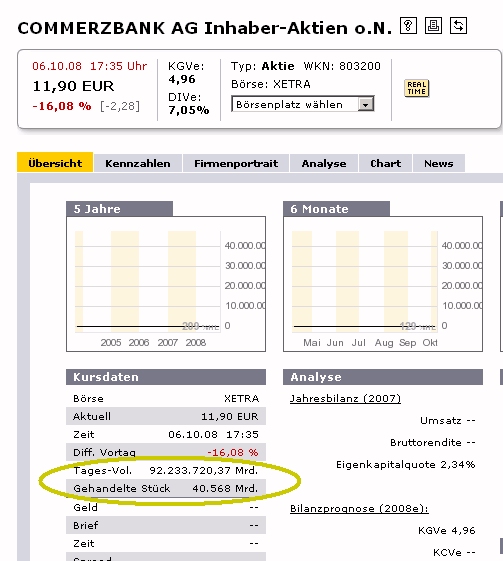 COMMERZBANK AG Inhaber-Aktien o.N.
06.10.08 17:35 Uhr
11,90 EUR
-16,08 % [-2,28]
KGVe:
4,96
DIVe:
7,05%
Typ: Aktie WKN: 803200
Börse: XETRA
Börsenplatz wählen
REAL
TIME
Übersicht Kennzahlen Firmenportrait Analyse Chart News
5 Jahre
40.000.00
30.000.00
20.000.00
10.000.00
0
2005 2006 2007 2008
6 Monate
40.000.00
30.000.00
20.000.00
10.000.00
0
Mai Jun Jul Aug Sep Okt
Kursdaten
Börse XETRA
Aktuell 11,90 EUR
Zeit 06.10.08 17:35
Diff. Vortag -16,08 %
Tages-Vol. 92.233.720,37 Mrd.
Gehandelte Stück 40.568 Mrd.
Geld --
Brief --
Zeit --
Analyse
Jahresbilanz (2007)
Umsatz --
Bruttorendite --
Eigenkapitalquote 2,34%
Bilanzprognose (2008e):
KGVe 4,96
KCVe --